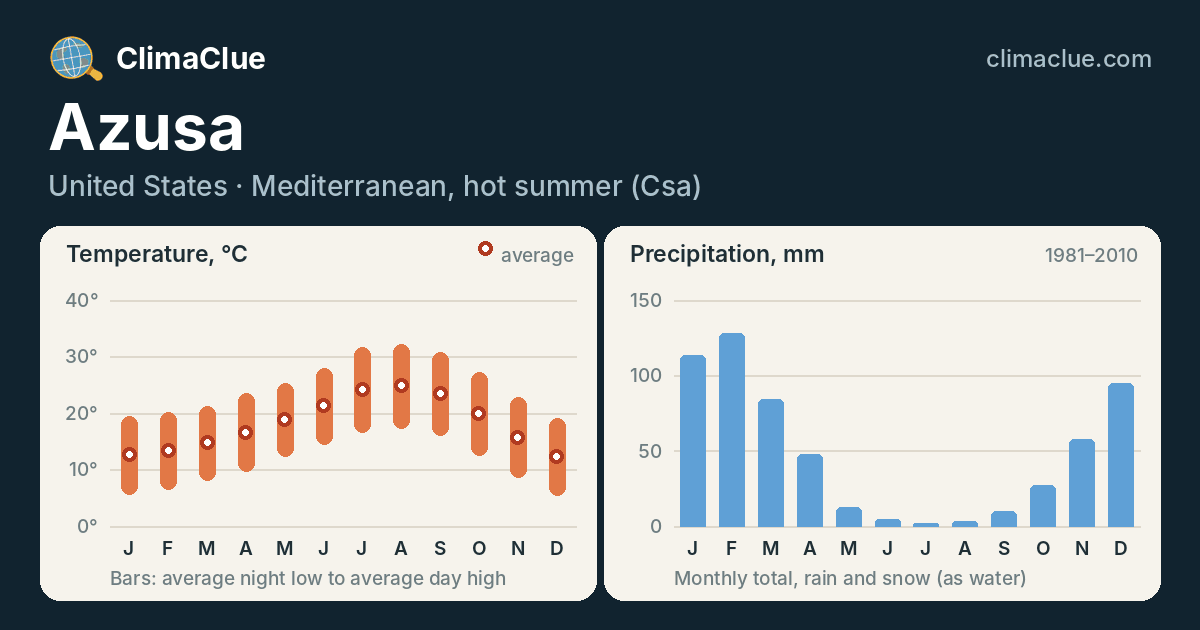 ClimaClue
climaclue.com
Azusa
United States · Mediterranean, hot summer (Csa)
Temperature, °C
average
40°
30°
20°
10°
0°
J F M A M J J A S O N D
Bars: average night low to average day high
Precipitation, mm
1981–2010
150
100
50
0
J F M A M J J A S O N D
Monthly total, rain and snow (as water)